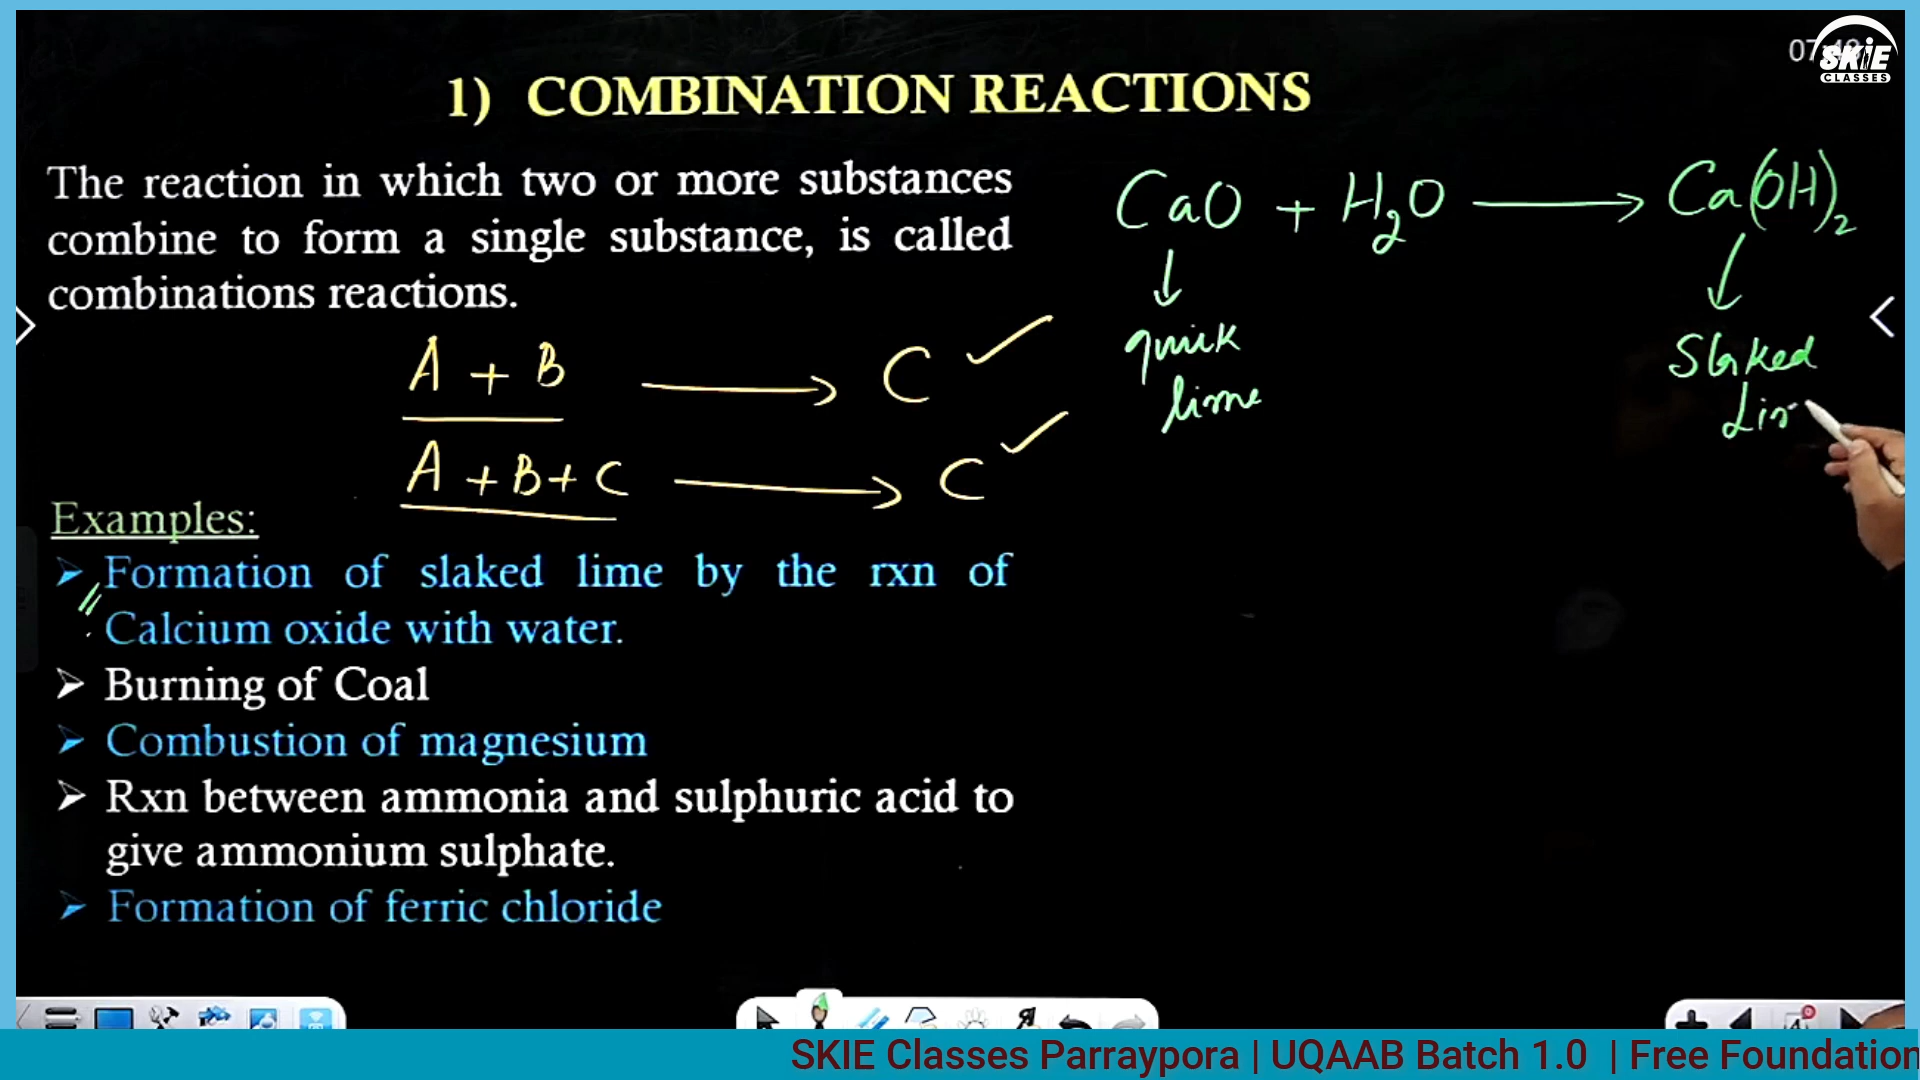 SKiE
CLASSES
1) COMBINATION REACTIONS
The reaction in which two or more substances
combine to form a single substance, is called
combinations reactions.
A + B ⟶ C ✓
A + B + C ⟶ C ✓
Examples:
➤ Formation of slaked lime by the rxn of
Calcium oxide with water.
➤ Burning of Coal
➤ Combustion of magnesium
➤ Rxn between ammonia and sulphuric acid to
give ammonium sulphate.
➤ Formation of ferric chloride
CaO + H₂O ⟶ Ca(OH)₂
↓ ↓
quick
lime
Slaked
Lim
SKIE Classes Parraypora | UQAAB Batch 1.0 | Free Foundation